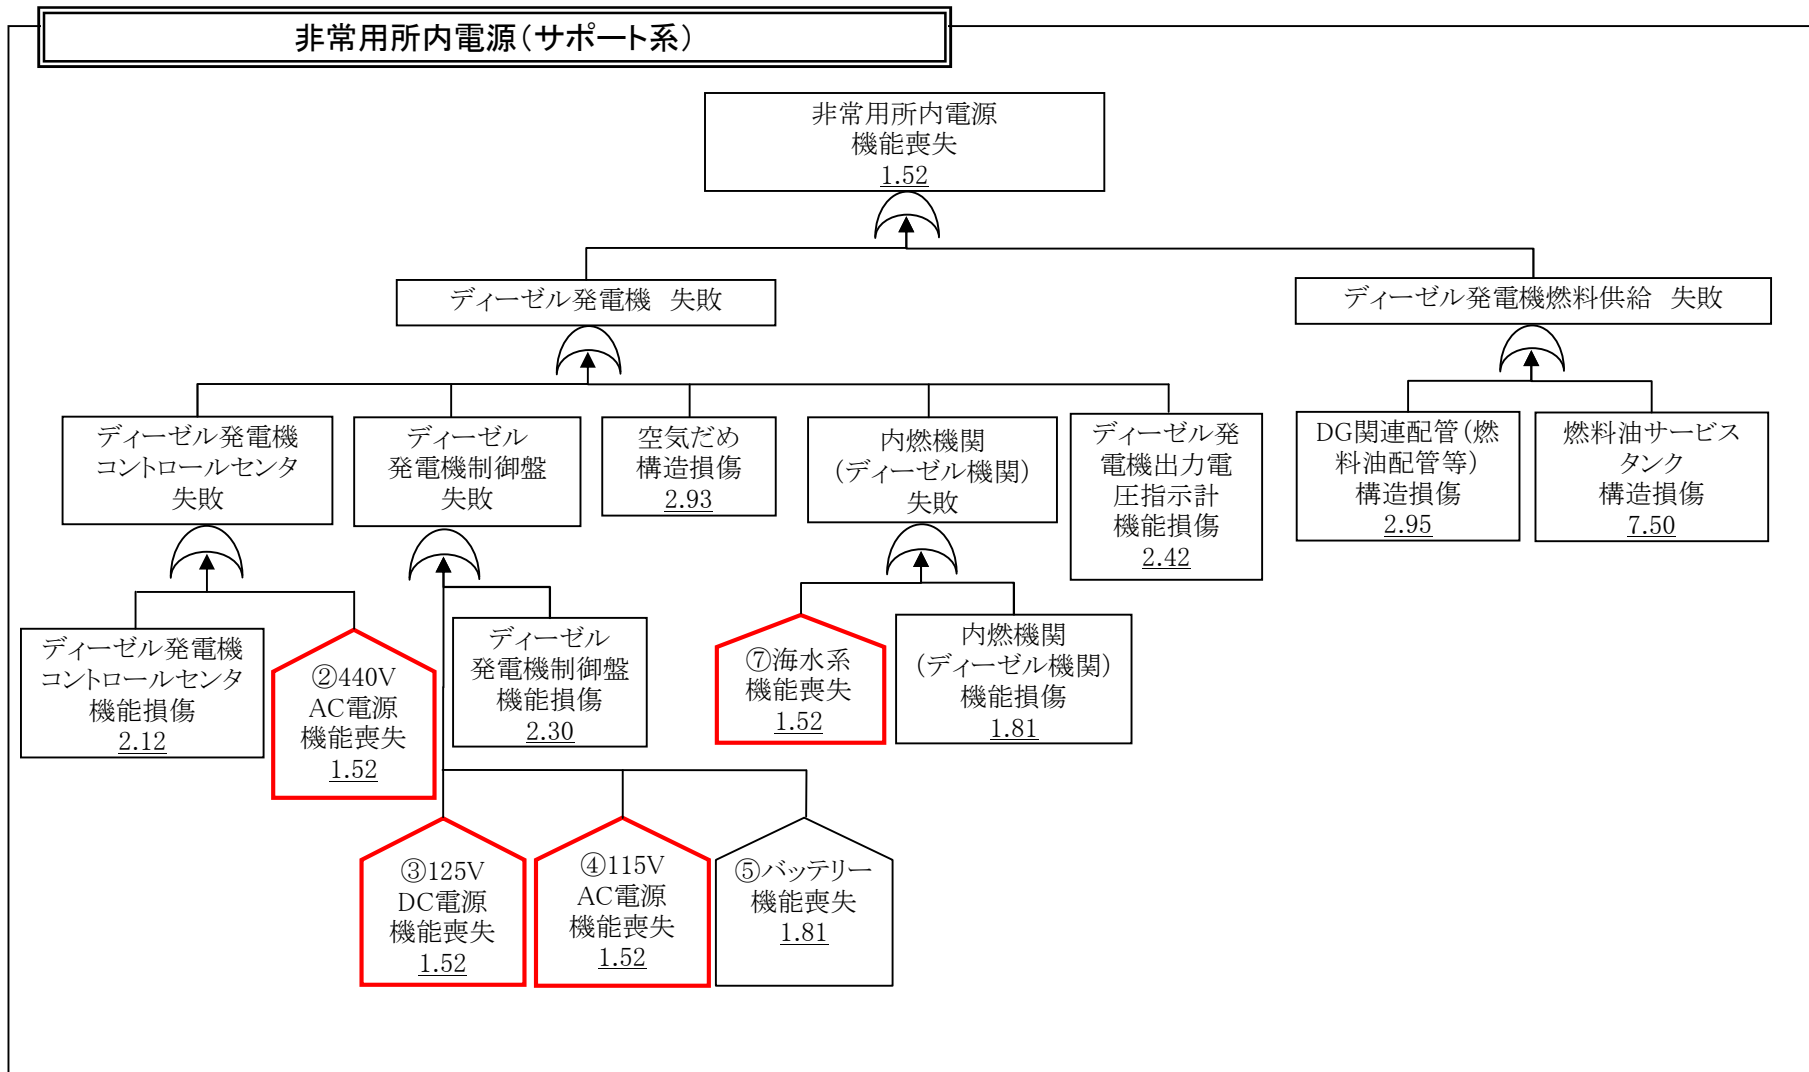 非常用所内電源(サポート系)
非常用所内電源
機能喪失
1.52
ディーゼル発電機 失敗
ディーゼル発電機燃料供給 失敗
ディーゼル発電機
コントロールセンタ
失敗
ディーゼル
発電機制御盤
失敗
空気だめ
構造損傷
2.93
内燃機関
(ディーゼル機関)
失敗
ディーゼル発
電機出力電
圧指示計
機能損傷
2.42
DG関連配管(燃
料油配管等)
構造損傷
2.95
燃料油サービス
タンク
構造損傷
7.50
ディーゼル発電機
コントロールセンタ
機能損傷
2.12
②440V
AC電源
機能喪失
1.52
ディーゼル
発電機制御盤
機能損傷
2.30
⑦海水系
機能喪失
1.52
内燃機関
(ディーゼル機関)
機能損傷
1.81
③125V
DC電源
機能喪失
1.52
④115V
AC電源
機能喪失
1.52
⑤バッテリー
機能喪失
1.81